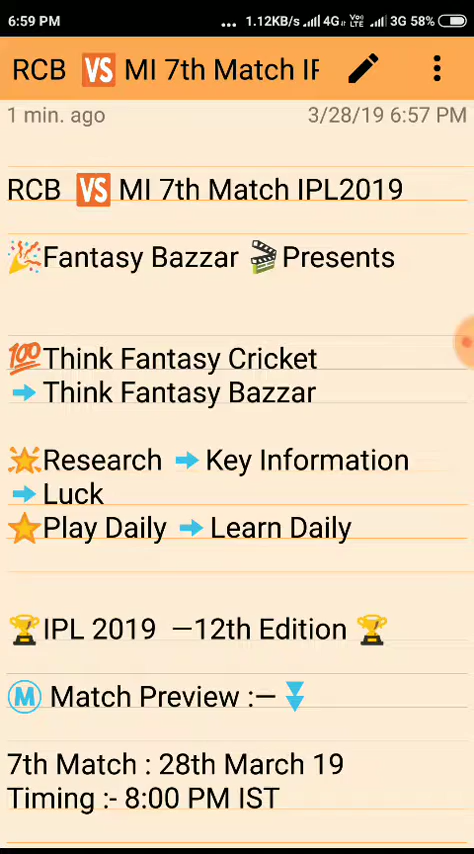 6:59 PM ... 1.12KB/s 4G VoLTE 3G 58%
RCB 🆚 MI 7th Match IF
1 min. ago 3/28/19 6:57 PM
RCB 🆚 MI 7th Match IPL2019
🎉Fantasy Bazzar 🎬Presents
💯Think Fantasy Cricket
➡ Think Fantasy Bazzar
🌟Research ➡ Key Information
➡ Luck
⭐Play Daily ➡ Learn Daily
🏆IPL 2019 —12th Edition 🏆
Ⓜ Match Preview :— ⏬
7th Match : 28th March 19
Timing :- 8:00 PM IST